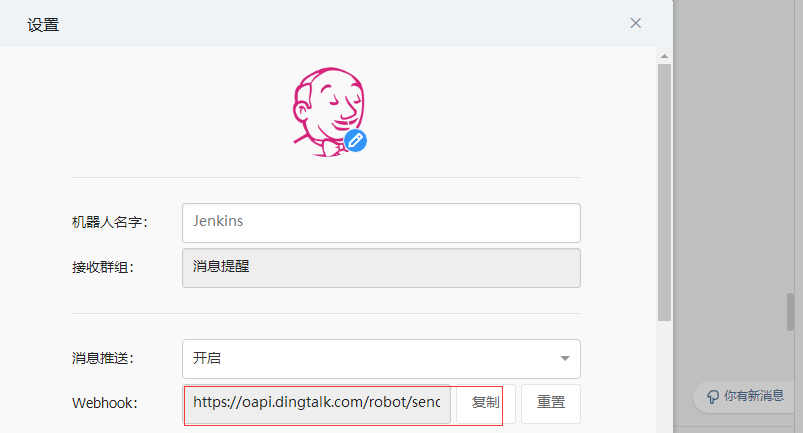 设置
机器人名字： Jenkins
接收群组： 消息提醒
消息推送： 开启
Webhook： https://oapi.dingtalk.com/robot/send 复制 重置
你有新消息